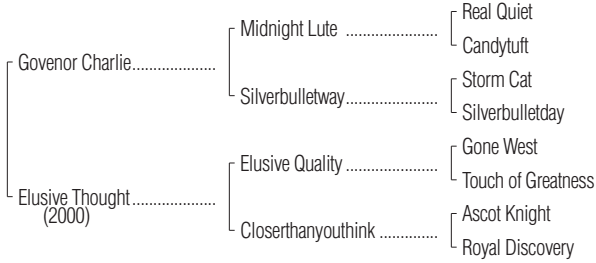 Real Quiet
Midnight Lute ......................
Candytuft
Govenor Charlie....................
Storm Cat
Silverbulletway......................
Silverbulletday
Gone West
Elusive Quality ......................
Touch of Greatness
Elusive Thought....................
(2000)
Ascot Knight
Closerthanyouthink ..............
Royal Discovery